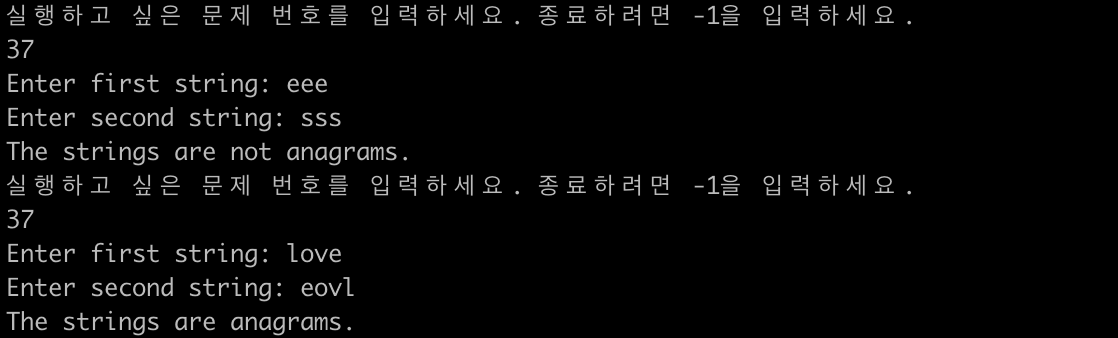 실행하고 싶은 문제 번호를 입력하세요. 종료하려면 -1을 입력하세요.
37
Enter first string: eee
Enter second string: sss
The strings are not anagrams.
실행하고 싶은 문제 번호를 입력하세요. 종료하려면 -1을 입력하세요.
37
Enter first string: love
Enter second string: eovl
The strings are anagrams.